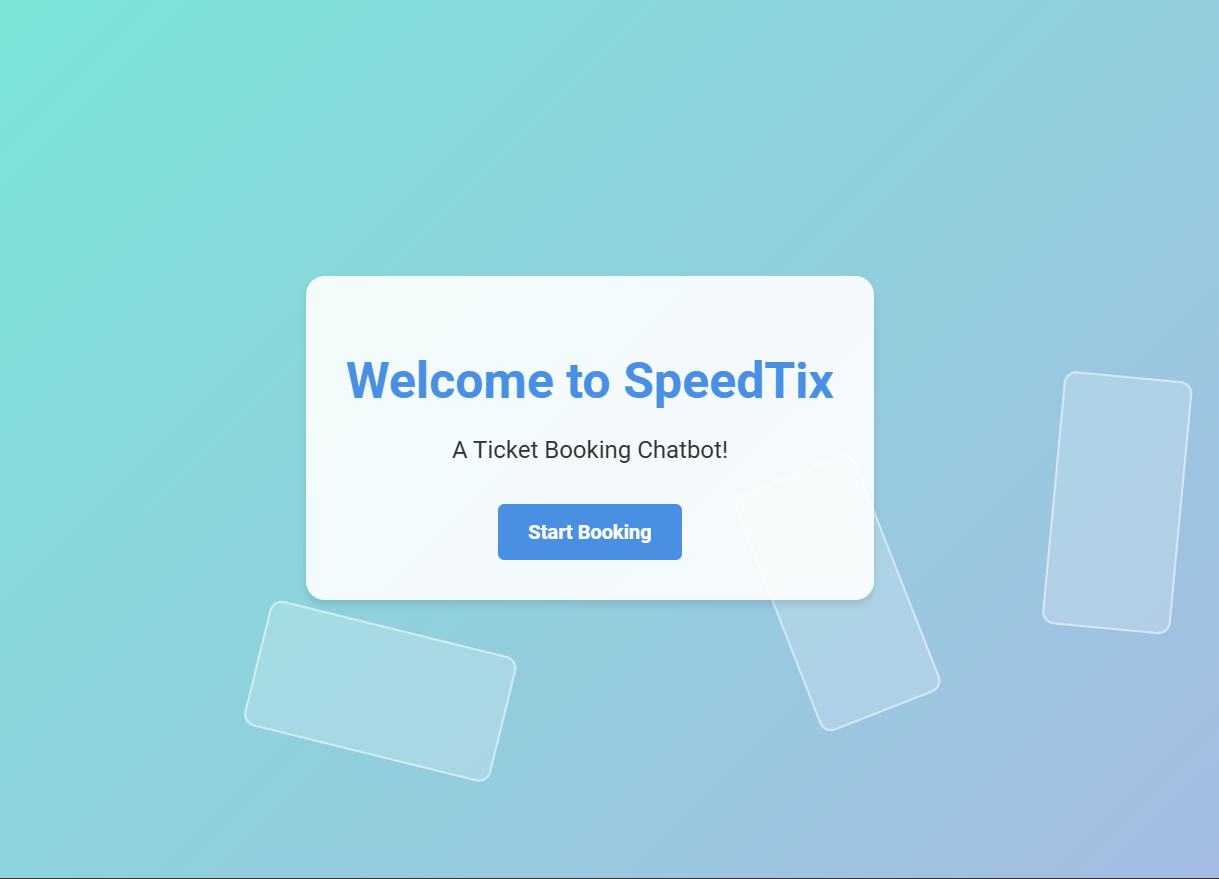 Welcome to SpeedTix
A Ticket Booking Chatbot!
Start Booking